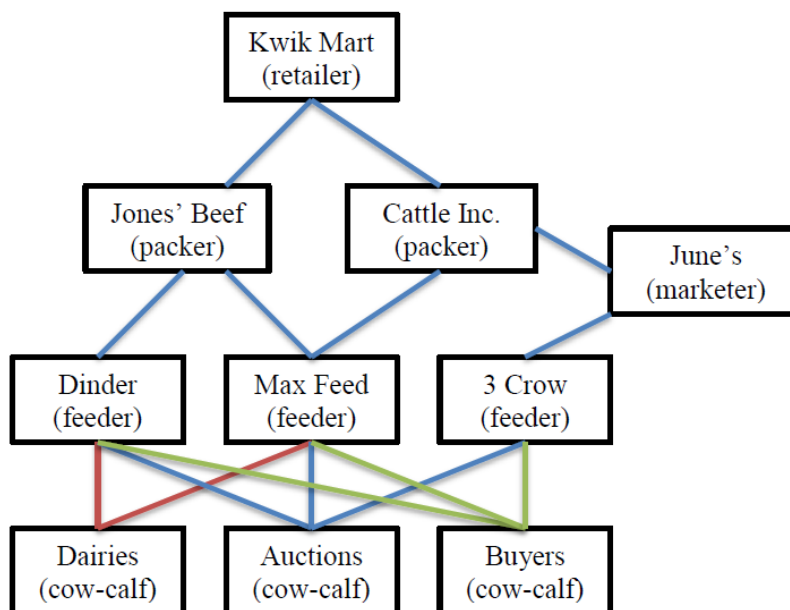 Kwik Mart
(retailer)
Jones’ Beef
(packer)
Cattle Inc.
(packer)
June’s
(marketer)
Dinder
(feeder)
Max Feed
(feeder)
3 Crow
(feeder)
Dairies
(cow-calf)
Auctions
(cow-calf)
Buyers
(cow-calf)